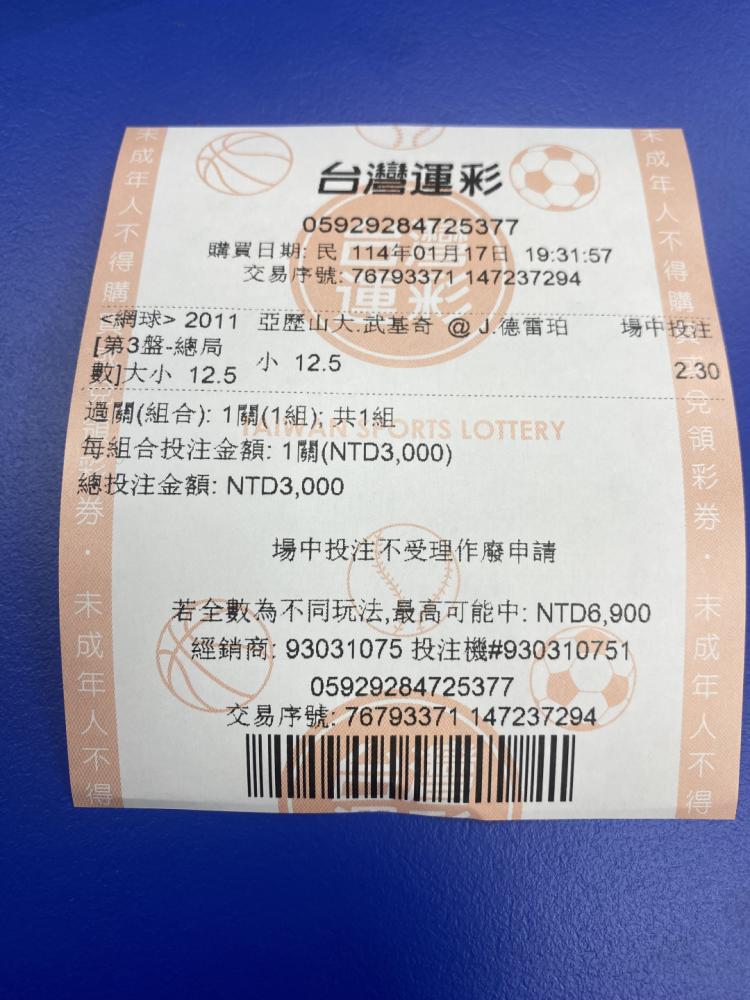 台灣運彩
05929284725377
購買日期: 民 114年01月17日 19:31:57
交易序號: 76793371 147237294
<網球> 2011 亞歷山大.武基奇 @ J.德雷珀 場中投注
[第3盤-總局
數]大小 12.5 小 12.5 2.30
過關(組合): 1關(1組); 共1組
TAIWAN SPORTS LOTTERY
每組合投注金額: 1關(NTD3,000)
總投注金額: NTD3,000
場中投注不受理作廢申請
若全數為不同玩法,最高可能中: NTD6,900
經銷商: 93031075 投注機#930310751
05929284725377
交易序號: 76793371 147237294
未成年人不得購
券．未成年人不得
未成年人不得購
兌領彩券．未成年人不得